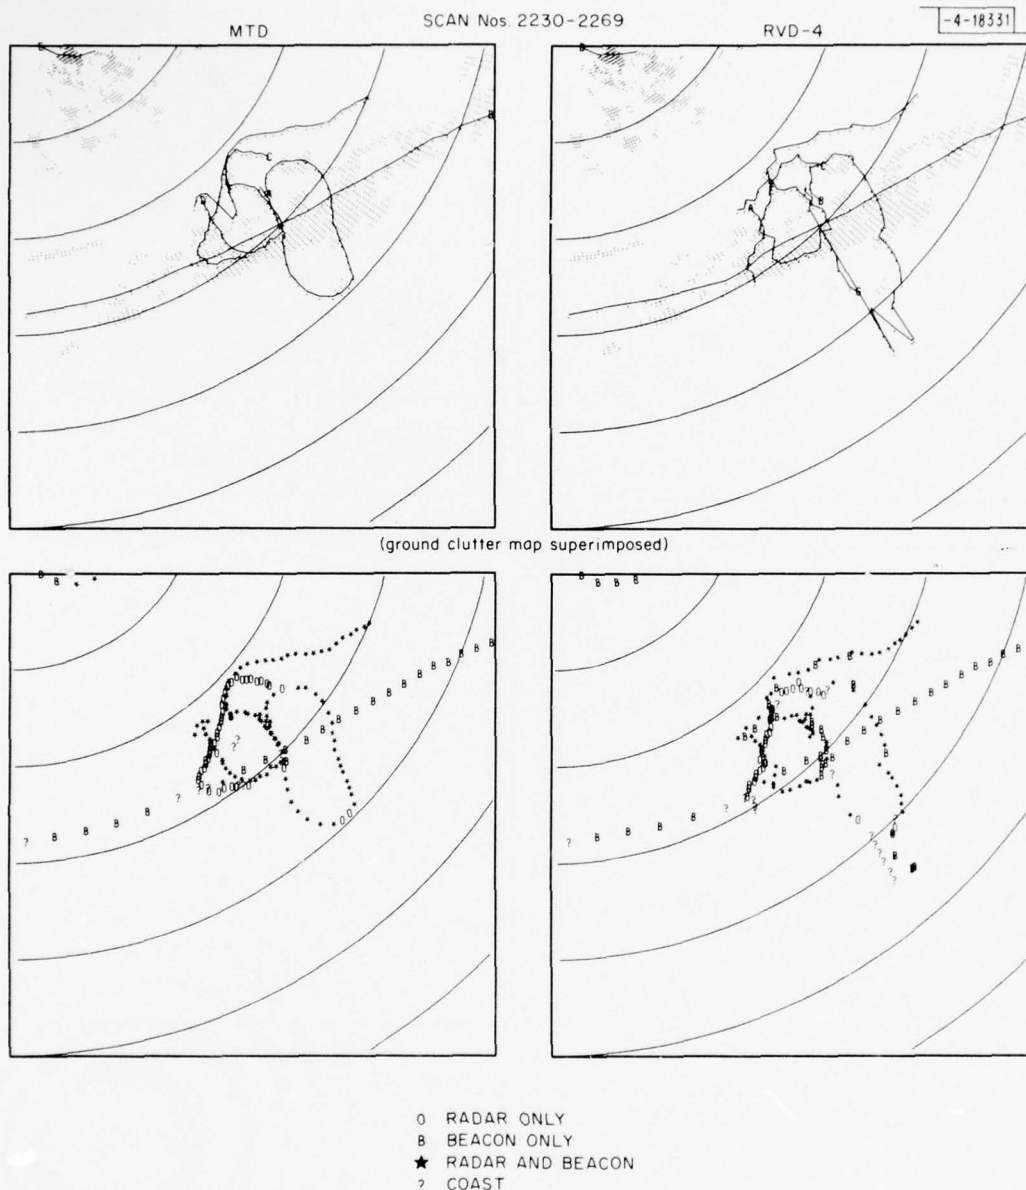 SCAN Nos. 2230-2269
-4-18331
MTD
RVD-4
(ground clutter map superimposed)
0 RADAR ONLY
B BEACON ONLY
★ RADAR AND BEACON
? COAST